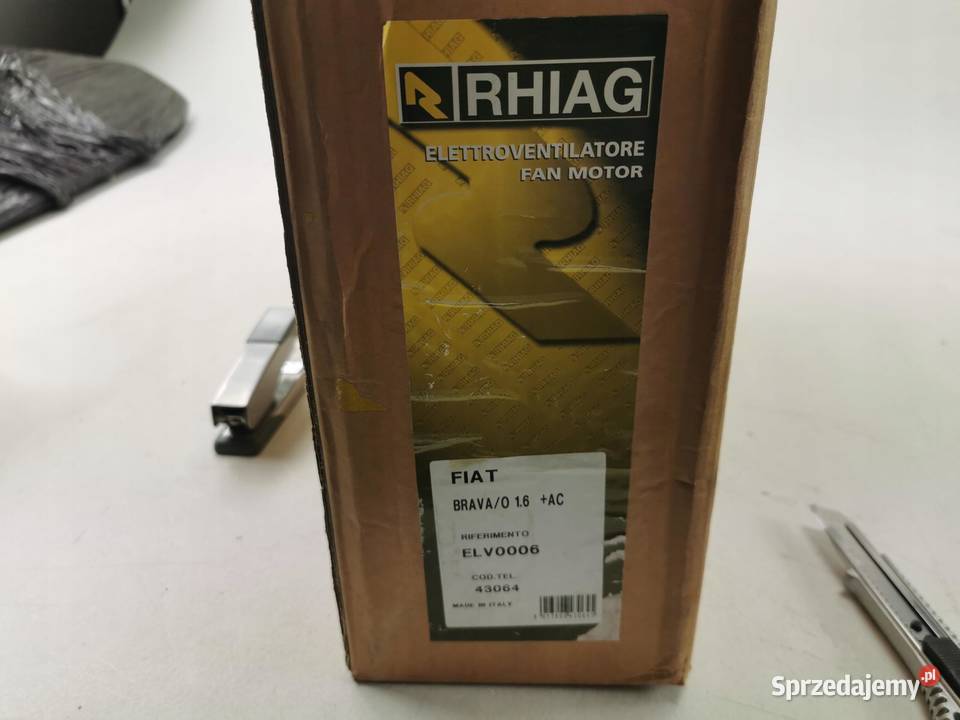 RHIAG
ELETTROVENTILATORE
FAN MOTOR
FIAT
BRAVA/O 1.6 +AC
RIFERIMENTO
ELV0006
COD.TEL.
43064
MADE IN ITALY
Sprzedajemy.pl